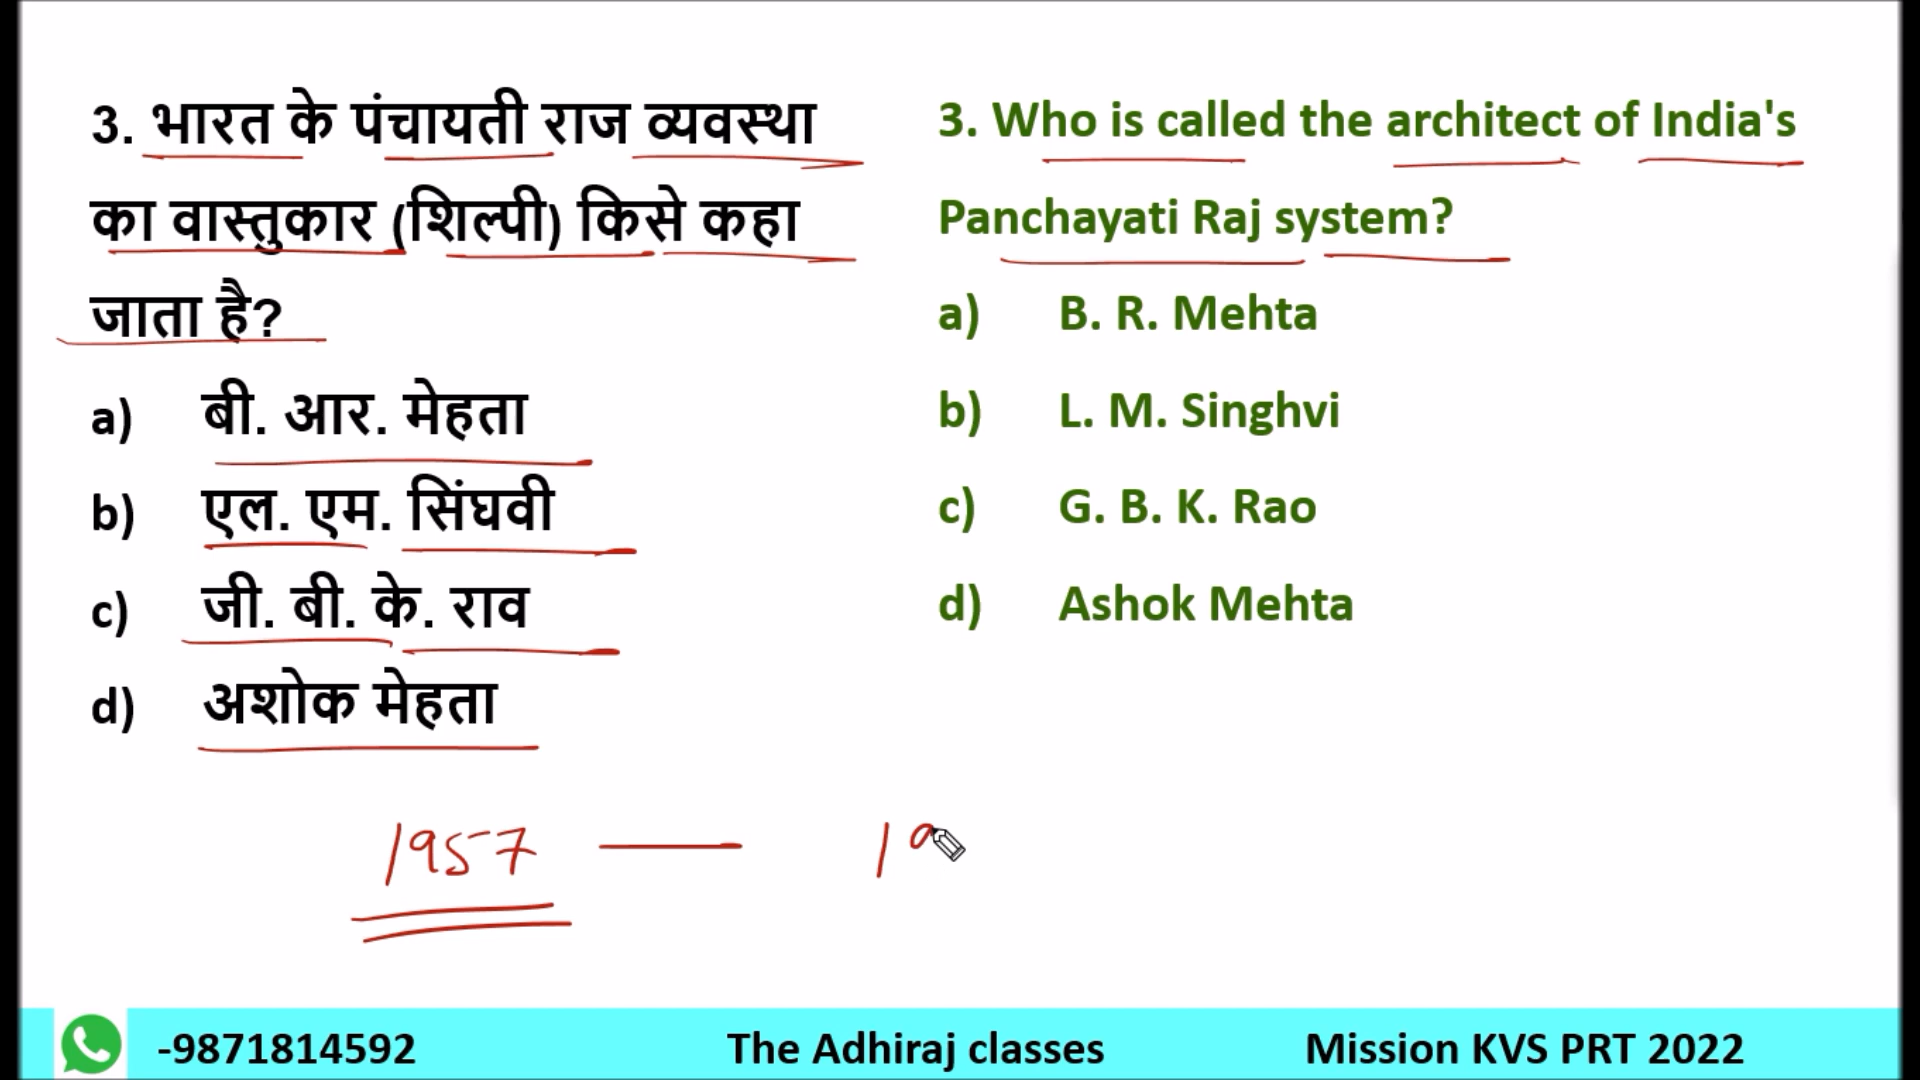 3. भारत के पंचायती राज व्यवस्था
का वास्तुकार (शिल्पी) किसे कहा
जाता है?
a) बी. आर. मेहता
b) एल. एम. सिंघवी
c) जी. बी. के. राव
d) अशोक मेहता
3. Who is called the architect of India's
Panchayati Raj system?
a) B. R. Mehta
b) L. M. Singhvi
c) G. B. K. Rao
d) Ashok Mehta
1957 — 19
-9871814592 The Adhiraj classes Mission KVS PRT 2022